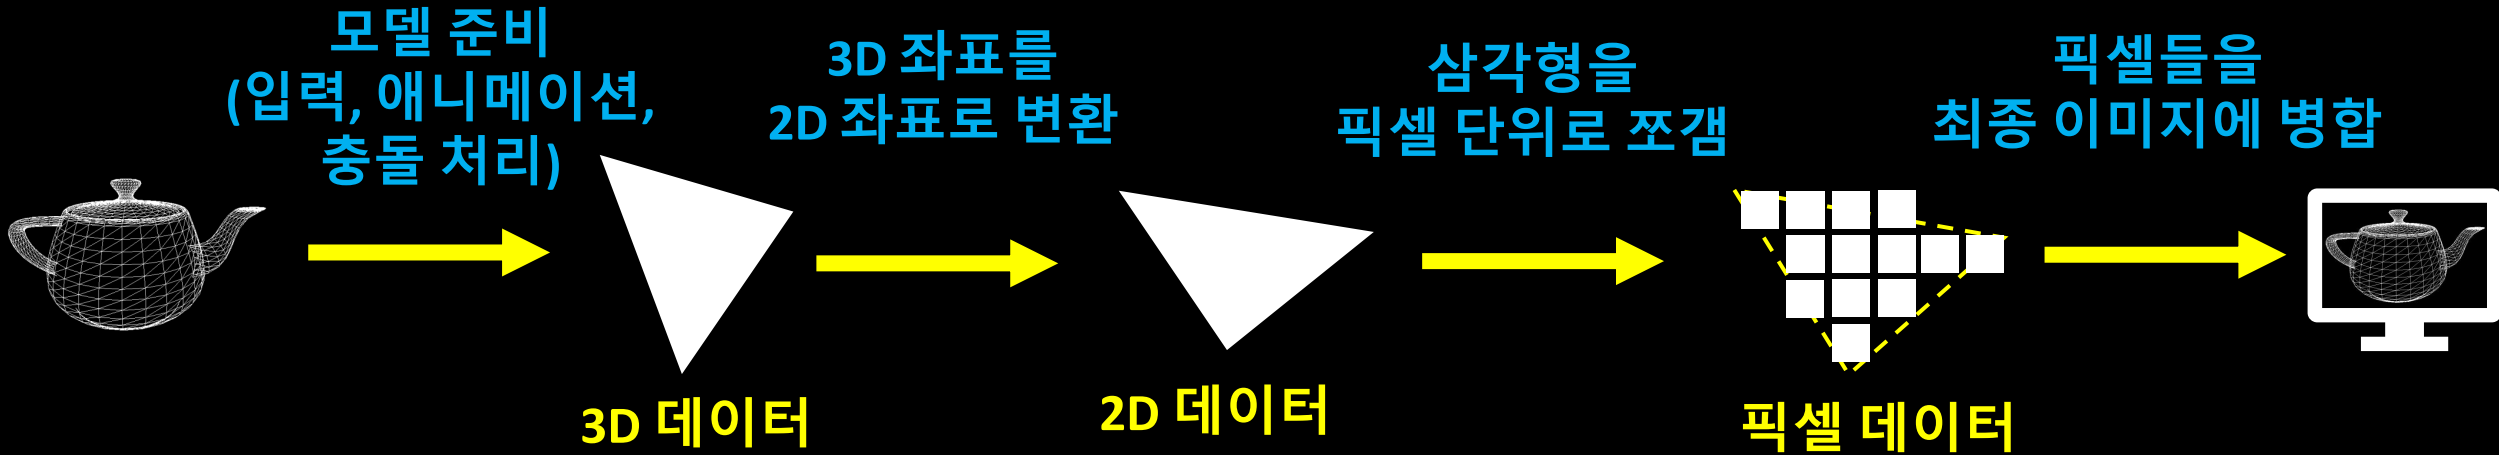 모델 준비
(입력, 애니메이션,
충돌 처리)
3D 좌표를
2D 좌표로 변환
삼각형을
픽셀 단위로 쪼갬
픽셀들을
최종 이미지에 병합
3D 데이터
2D 데이터
픽셀 데이터